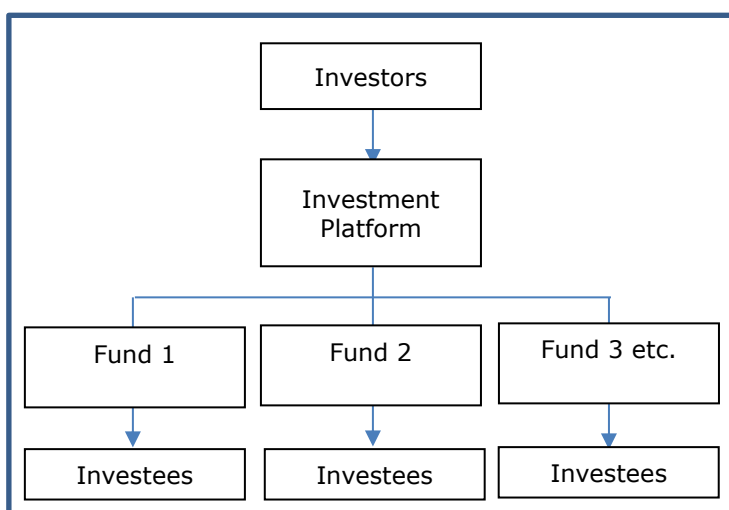 Investors
Investment
Platform
Fund 1
Fund 2
Fund 3 etc.
Investees
Investees
Investees